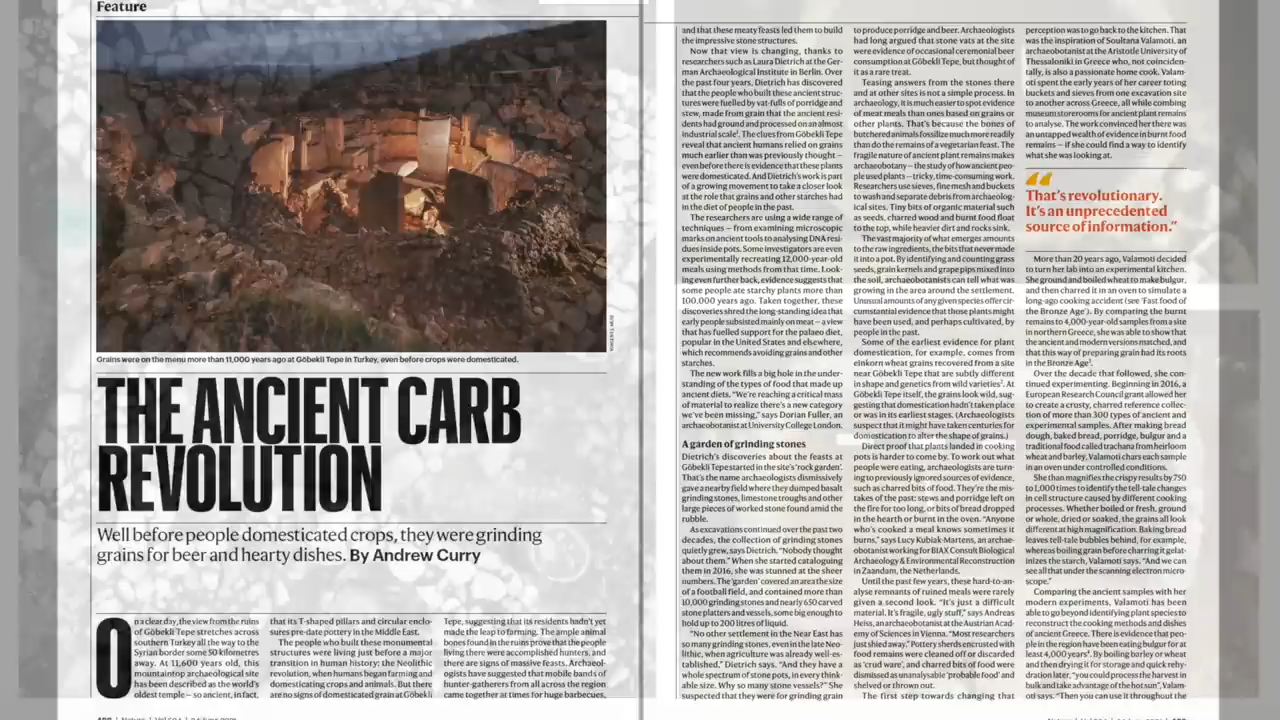 Feature
Grains were on the menu more than 11,000 years ago at Göbekli Tepe in Turkey, even before crops were domesticated.
THE ANCIENT CARB
REVOLUTION
Well before people domesticated crops, they were grinding
grains for beer and hearty dishes. By Andrew Curry
On a clear day, the view from the ruins
of Göbekli Tepe stretches across
southern Turkey all the way to the
Syrian border some 50 kilometres
away. At 11,600 years old, this
mountaintop archaeological site
has been described as the world's
oldest temple — so ancient, in fact,
that its T-shaped pillars and circular enclo-
sures pre-date pottery in the Middle East.
The people who built these monumental
structures were living just before a major
transition in human history: the Neolithic
revolution, when humans began farming and
domesticating crops and animals. But there
are no signs of domesticated grain at Göbekli
Tepe, suggesting that its residents hadn't yet
made the leap to farming. The ample animal
bones found in the ruins prove that the people
living there were accomplished hunters, and
there are signs of massive feasts. Archaeol-
ogists have suggested that mobile bands of
hunter-gatherers from all across the region
came together at times for huge barbecues,
and that these meaty feasts led them to build
the impressive stone structures.
Now that view is changing, thanks to
researchers such as Laura Dietrich at the Ger-
man Archaeological Institute in Berlin. Over
the past four years, Dietrich has discovered
that the people who built these ancient struc-
tures were fuelled by vat-fulls of porridge and
stew, made from grain that the ancient resi-
dents had ground and processed on an almost
industrial scale¹. The clues from Göbekli Tepe
reveal that ancient humans relied on grains
much earlier than was previously thought —
even before there is evidence that these plants
were domesticated. And Dietrich's work is part
of a growing movement to take a closer look
at the role that grains and other starches had
in the diet of people in the past.
The researchers are using a wide range of
techniques — from examining microscopic
marks on ancient tools to analysing DNA resi-
dues inside pots. Some investigators are even
experimentally recreating 12,000-year-old
meals using methods from that time. Look-
ing even further back, evidence suggests that
some people ate starchy plants more than
100,000 years ago. Taken together, these
discoveries shred the long-standing idea that
early people subsisted mainly on meat — a view
that has fuelled support for the palaeo diet,
popular in the United States and elsewhere,
which recommends avoiding grains and other
starches.
The new work fills a big hole in the under-
standing of the types of food that made up
ancient diets. "We're reaching a critical mass
of material to realize there's a new category
we've been missing," says Dorian Fuller, an
archaeobotanist at University College London.
A garden of grinding stones
Dietrich's discoveries about the feasts at
Göbekli Tepe started in the site's 'rock garden'.
That's the name archaeologists dismissively
gave a nearby field where they dumped basalt
grinding stones, limestone troughs and other
large pieces of worked stone found amid the
rubble.
As excavations continued over the past two
decades, the collection of grinding stones
quietly grew, says Dietrich. "Nobody thought
about them." When she started cataloguing
them in 2016, she was stunned at the sheer
numbers. The 'garden' covered an area the size
of a football field, and contained more than
10,000 grinding stones and nearly 650 carved
stone platters and vessels, some big enough to
hold up to 200 litres of liquid.
"No other settlement in the Near East has
so many grinding stones, even in the late Neo-
lithic, when agriculture was already well-es-
tablished," Dietrich says. "And they have a
whole spectrum of stone pots, in every think-
able size. Why so many stone vessels?" She
suspected that they were for grinding grain
to produce porridge and beer. Archaeologists
had long argued that stone vats at the site
were evidence of occasional ceremonial beer
consumption at Göbekli Tepe, but thought of
it as a rare treat.
Teasing answers from the stones there
and at other sites is not a simple process. In
archaeology, it is much easier to spot evidence
of meat meals than ones based on grains or
other plants. That's because the bones of
butchered animals fossilize much more readily
than do the remains of a vegetarian feast. The
fragile nature of ancient plant remains makes
archaeobotany — the study of how ancient peo-
ple used plants — tricky, time-consuming work.
Researchers use sieves, fine mesh and buckets
to wash and separate debris from archaeolog-
ical sites. Tiny bits of organic material such
as seeds, charred wood and burnt food float
to the top, while heavier dirt and rocks sink.
The vast majority of what emerges amounts
to the raw ingredients, the bits that never made
it into a pot. By identifying and counting grass
seeds, grain kernels and grape pips mixed into
the soil, archaeobotanists can tell what was
growing in the area around the settlement.
Unusual amounts of any given species offer cir-
cumstantial evidence that those plants might
have been used, and perhaps cultivated, by
people in the past.
Some of the earliest evidence for plant
domestication, for example, comes from
einkorn wheat grains recovered from a site
near Göbekli Tepe that are subtly different
in shape and genetics from wild varieties². At
Göbekli Tepe itself, the grains look wild, sug-
gesting that domestication hadn't taken place
or was in its earliest stages. (Archaeologists
suspect that it might have taken centuries for
domestication to alter the shape of grains.)
Direct proof that plants landed in cooking
pots is harder to come by. To work out what
people were eating, archaeologists are turn-
ing to previously ignored sources of evidence,
such as charred bits of food. They're the mis-
takes of the past: stews and porridge left on
the fire for too long, or bits of bread dropped
in the hearth or burnt in the oven. "Anyone
who's cooked a meal knows sometimes it
burns," says Lucy Kubiak-Martens, an archae-
obotanist working for BIAX Consult Biological
Archaeology & Environmental Reconstruction
in Zaandam, the Netherlands.
Until the past few years, these hard-to-an-
alyse remnants of ruined meals were rarely
given a second look. "It's just a difficult
material. It's fragile, ugly stuff," says Andreas
Heiss, an archaeobotanist at the Austrian Acad-
emy of Sciences in Vienna. "Most researchers
just shied away." Pottery sherds encrusted with
food remains were cleaned off or discarded
as 'crud ware', and charred bits of food were
dismissed as unanalysable 'probable food' and
shelved or thrown out.
The first step towards changing that
perception was to go back to the kitchen. That
was the inspiration of Soultana Valamoti, an
archaeobotanist at the Aristotle University of
Thessaloniki in Greece who, not coinciden-
tally, is also a passionate home cook. Valam-
oti spent the early years of her career toting
buckets and sieves from one excavation site
to another across Greece, all while combing
museum storerooms for ancient plant remains
to analyse. The work convinced her there was
an untapped wealth of evidence in burnt food
remains — if she could find a way to identify
what she was looking at.
That's revolutionary.
It's an unprecedented
source of information."
More than 20 years ago, Valamoti decided
to turn her lab into an experimental kitchen.
She ground and boiled wheat to make bulgur,
and then charred it in an oven to simulate a
long-ago cooking accident (see 'Fast food of
the Bronze Age'). By comparing the burnt
remains to 4,000-year-old samples from a site
in northern Greece, she was able to show that
the ancient and modern versions matched, and
that this way of preparing grain had its roots
in the Bronze Age³.
Over the decade that followed, she con-
tinued experimenting. Beginning in 2016, a
European Research Council grant allowed her
to create a crusty, charred reference collec-
tion of more than 300 types of ancient and
experimental samples. After making bread
dough, baked bread, porridge, bulgur and a
traditional food called trachana from heirloom
wheat and barley, Valamoti chars each sample
in an oven under controlled conditions.
She then magnifies the crispy results by 750
to 1,000 times to identify the tell-tale changes
in cell structure caused by different cooking
processes. Whether boiled or fresh, ground
or whole, dried or soaked, the grains all look
different at high magnification. Baking bread
leaves tell-tale bubbles behind, for example,
whereas boiling grain before charring it gelat-
inizes the starch, Valamoti says. "And we can
see all that under the scanning electron micro-
scope."
Comparing the ancient samples with her
modern experiments, Valamoti has been
able to go beyond identifying plant species to
reconstruct the cooking methods and dishes
of ancient Greece. There is evidence that peo-
ple in the region have been eating bulgur for
at least 4,000 years⁴. By boiling barley or wheat
and then drying it for storage and quick rehy-
dration later, "you could process the harvest in
bulk and take advantage of the hot sun", Valam-
oti says. "Then you can use it throughout the